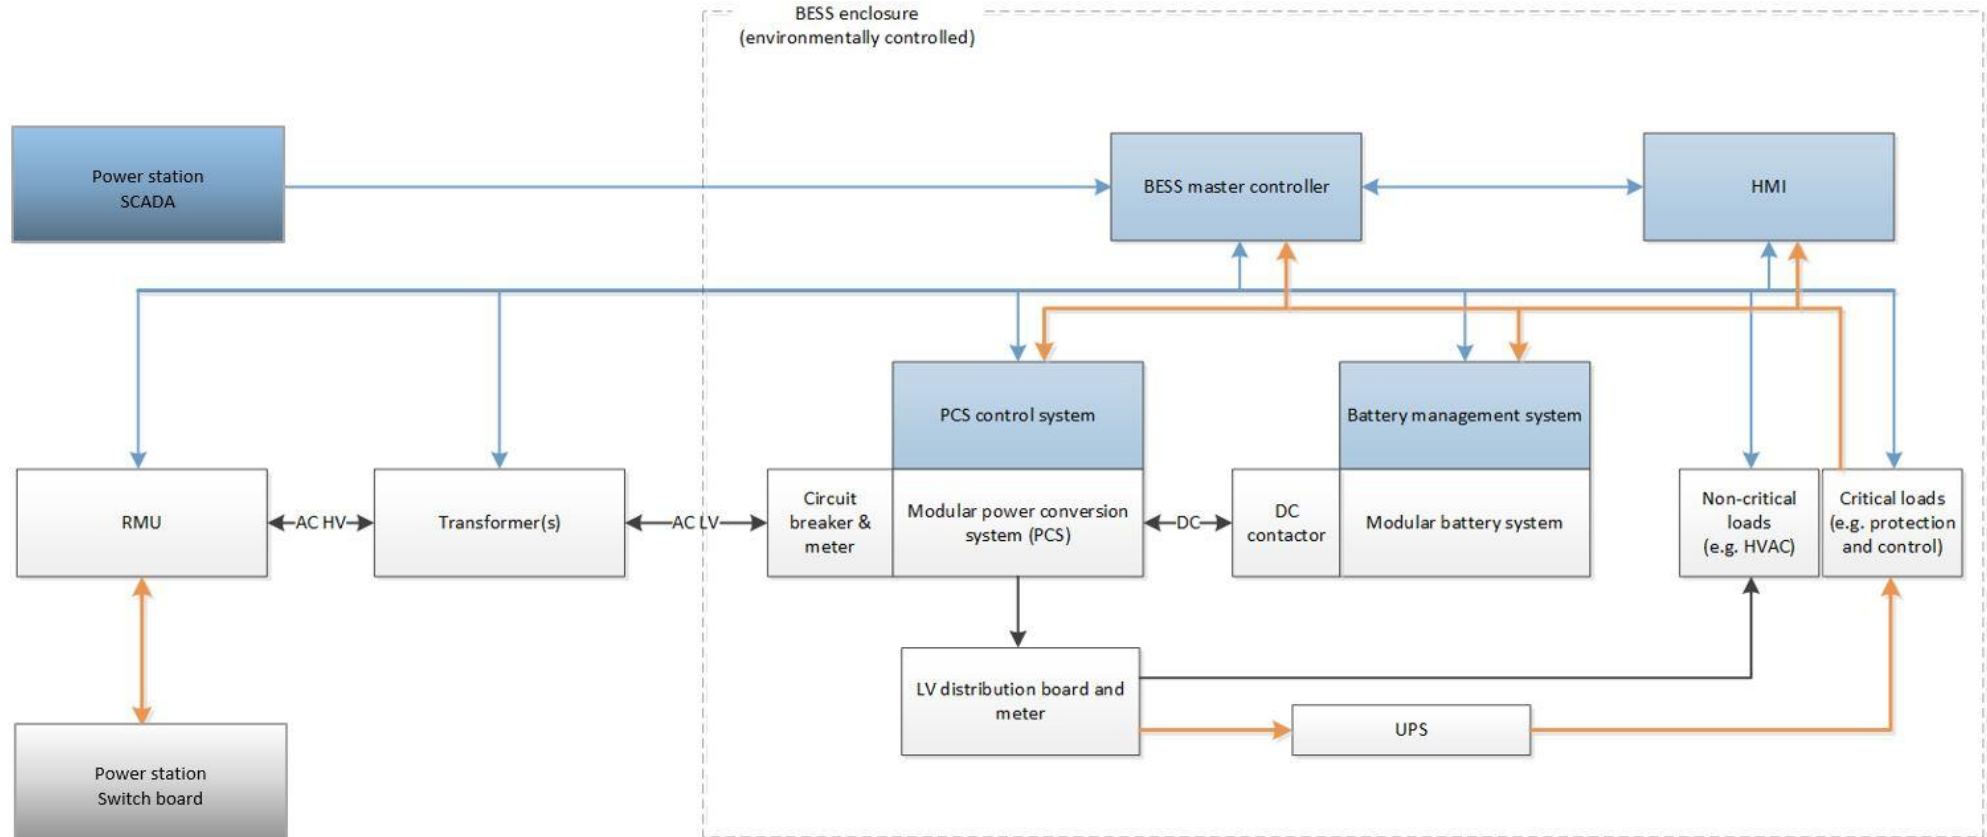 BESS enclosure
(environmentally controlled)
Power station
SCADA
BESS master controller
HMI
PCS control system
Battery management system
RMU
AC HV
Transformer(s)
AC LV
Circuit
breaker &
meter
Modular power conversion
system (PCS)
DC
DC
contactor
Modular battery system
Non-critical
loads
(e.g. HVAC)
Critical loads
(e.g. protection
and control)
LV distribution board and
meter
UPS
Power station
Switch board